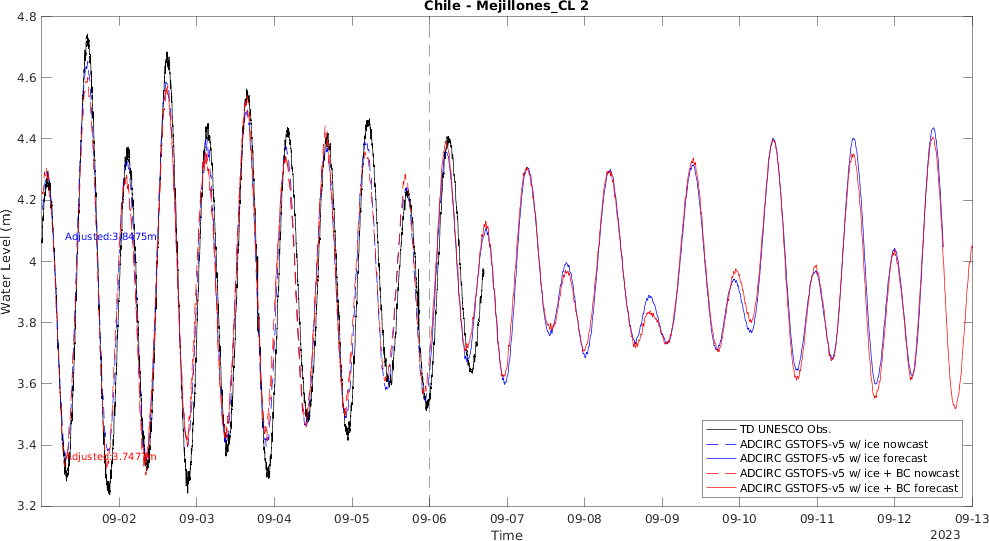 Chile - Mejillones_CL 2
4.8
4.6
4.4
4.2
4
3.8
3.6
3.4
3.2
Water Level (m)
Adjusted:3.8475m
TD UNESCO Obs.
ADCIRC GSTOFS-v5 w/ ice nowcast
ADCIRC GSTOFS-v5 w/ ice forecast
ADCIRC GSTOFS-v5 w/ ice + BC nowcast
ADCIRC GSTOFS-v5 w/ ice + BC forecast
09-02 09-03 09-04 09-05 09-06 09-07 09-08 09-09 09-10 09-11 09-12 09-13
Time
2023